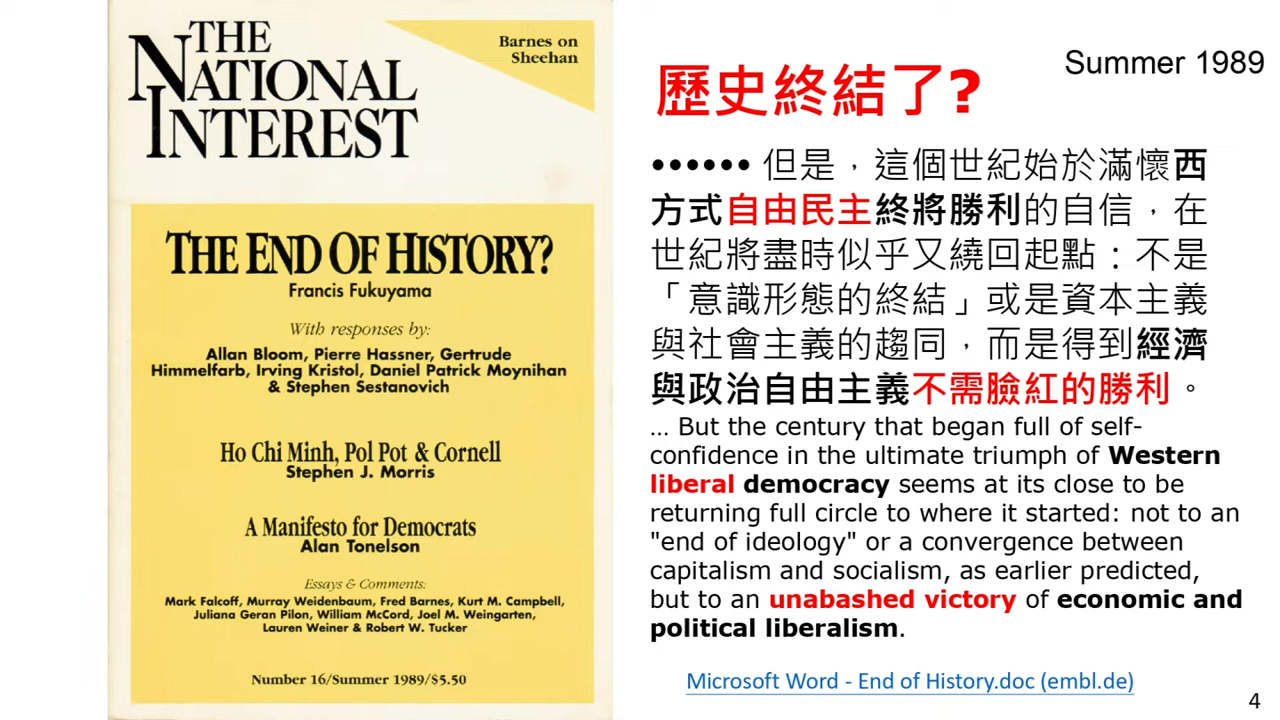 THE
NATIONAL
INTEREST
Barnes on
Sheehan
THE END OF HISTORY?
Francis Fukuyama
With responses by:
Allan Bloom, Pierre Hassner, Gertrude
Himmelfarb, Irving Kristol, Daniel Patrick Moynihan
& Stephen Sestanovich
Ho Chi Minh, Pol Pot & Cornell
Stephen J. Morris
A Manifesto for Democrats
Alan Tonelson
Essays & Comments:
Mark Falcoff, Murray Weidenbaum, Fred Barnes, Kurt M. Campbell,
Juliana Geran Pilon, William McCord, Joel M. Weingarten,
Lauren Weiner & Robert W. Tucker
Number 16/Summer 1989/$5.50
Summer 1989
歷史終結了?
•••••• 但是，這個世紀始於滿懷西
方式自由民主終將勝利的自信，在
世紀將盡時似乎又繞回起點：不是
「意識形態的終結」或是資本主義
與社會主義的趨同，而是得到經濟
與政治自由主義不需臉紅的勝利。
... But the century that began full of self-
confidence in the ultimate triumph of Western
liberal democracy seems at its close to be
returning full circle to where it started: not to an
"end of ideology" or a convergence between
capitalism and socialism, as earlier predicted,
but to an unabashed victory of economic and
political liberalism.
Microsoft Word - End of History.doc (embl.de)
4